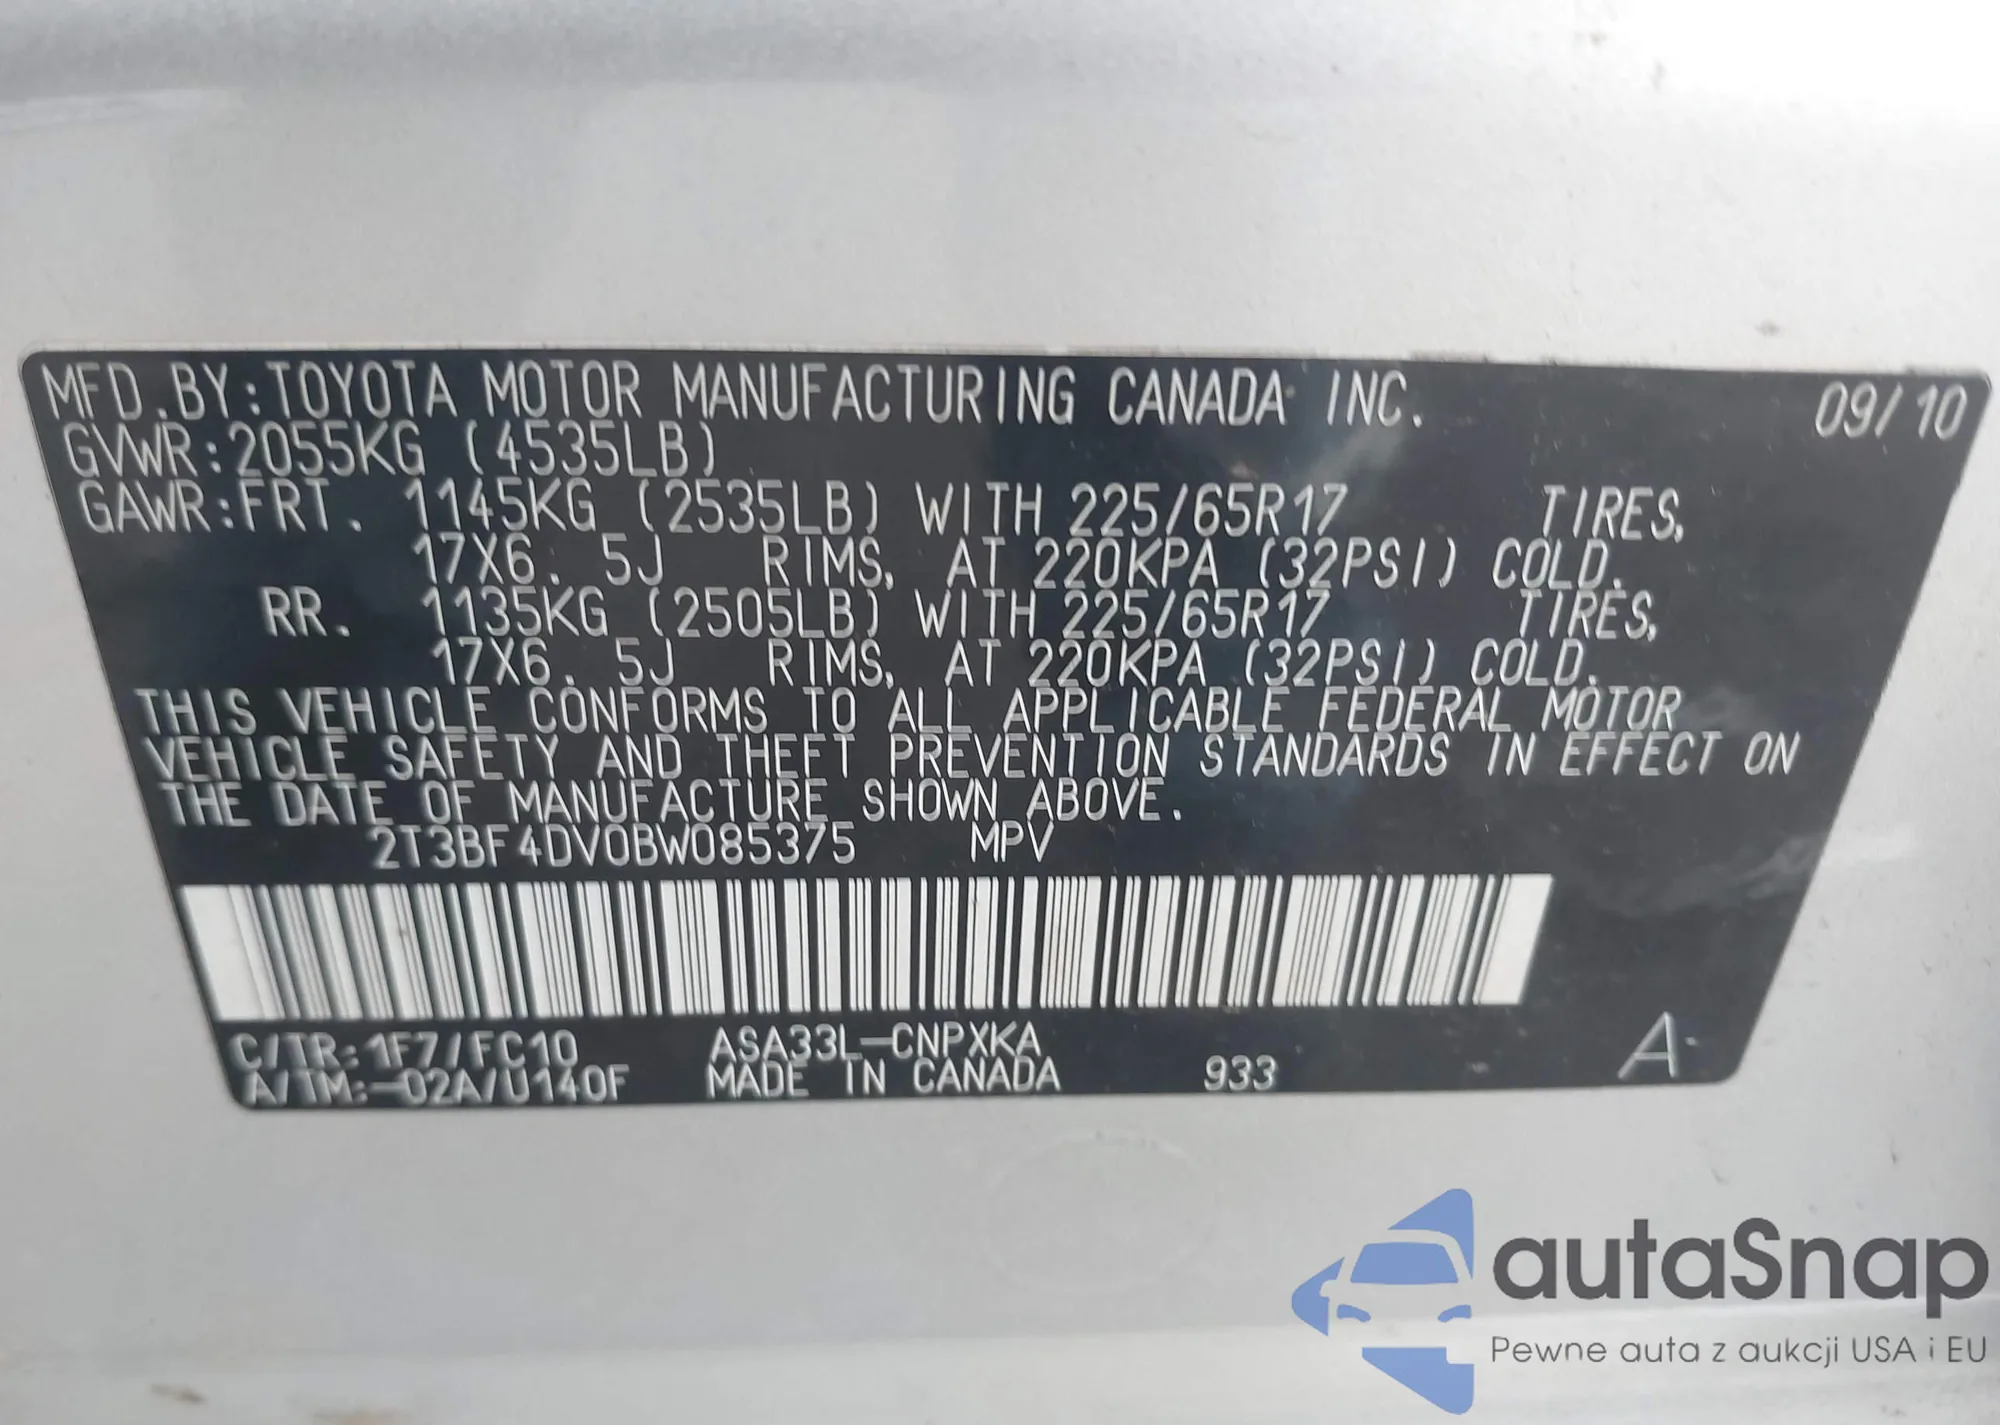 MFD.BY:TOYOTA MOTOR MANUFACTURING CANADA INC. 09/10
GVWR:2055KG (4535LB)
GAWR:FRT. 1145KG (2535LB) WITH 225/65R17 TIRES,
17X6.5J RIMS, AT 220KPA (32PSI) COLD.
RR. 1135KG (2505LB) WITH 225/65R17 TIRES,
17X6.5J RIMS, AT 220KPA (32PSI) COLD.
THIS VEHICLE CONFORMS TO ALL APPLICABLE FEDERAL MOTOR
VEHICLE SAFETY AND THEFT PREVENTION STANDARDS IN EFFECT ON
THE DATE OF MANUFACTURE SHOWN ABOVE.
2T3BF4DV0BW085375 MPV
C/TR:1F7/FC10 ASA33L-CNPXKA A
A/TM:-02A/U140F MADE IN CANADA 933
autaSnap
Pewne auta z aukcji USA i EU